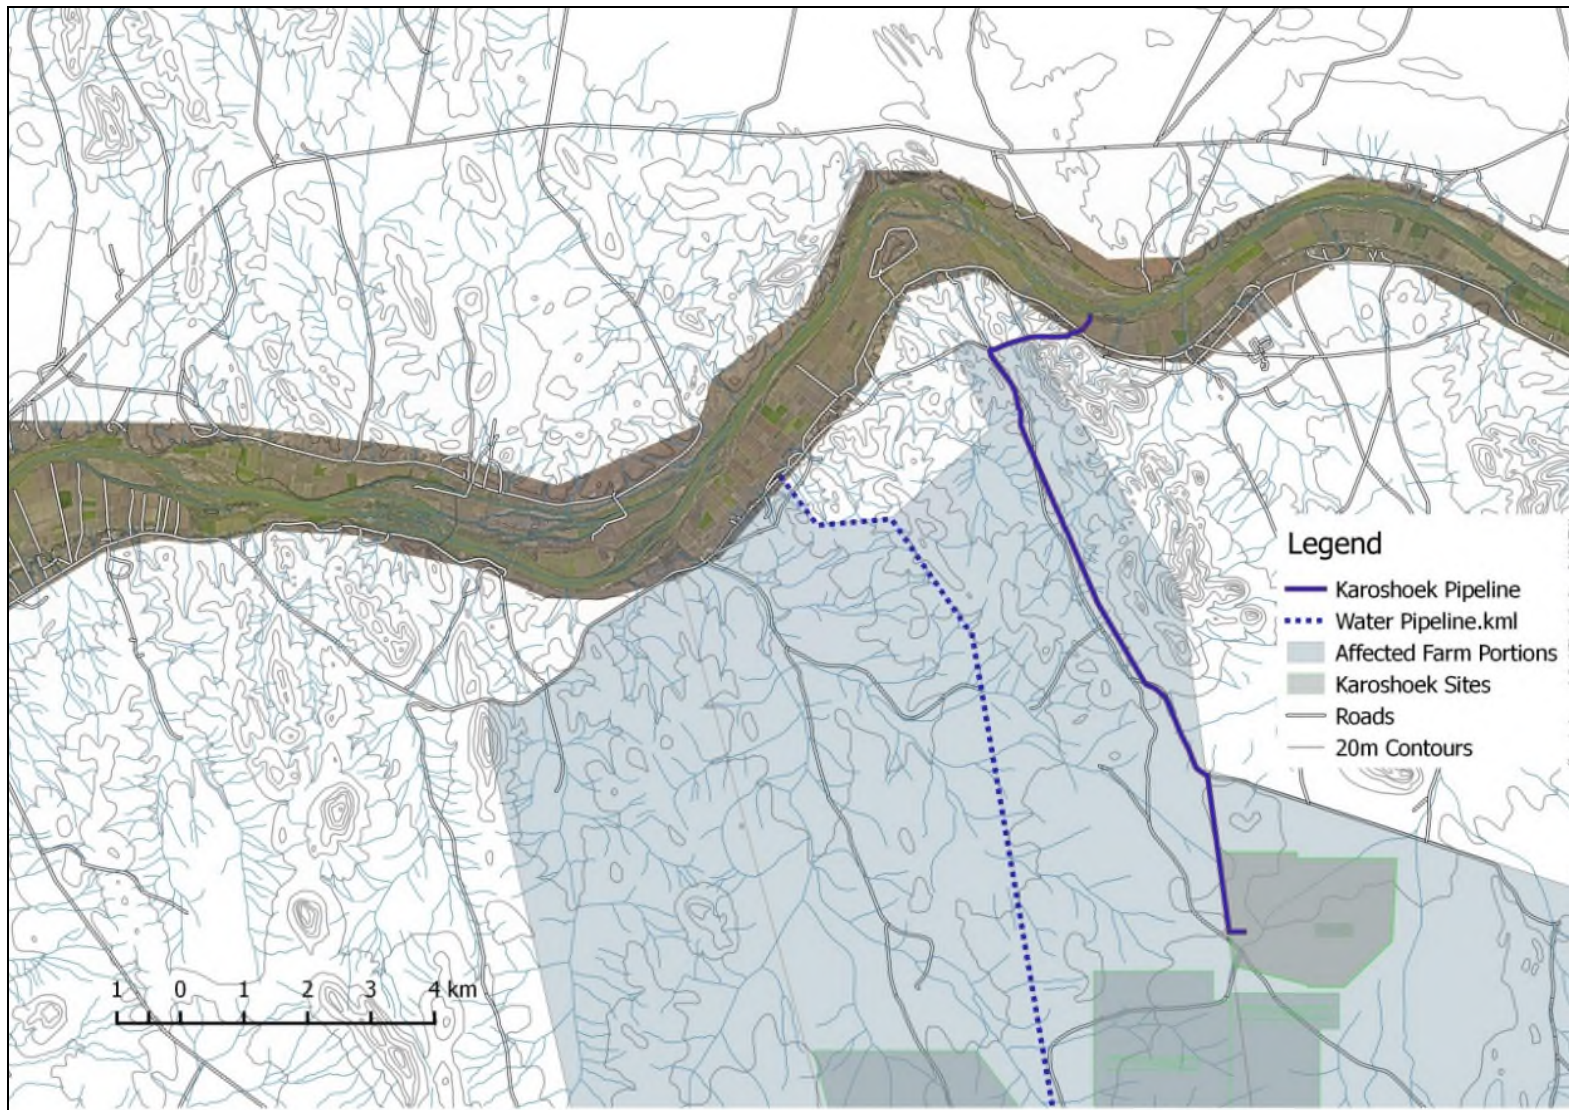 Legend
Karoshoek Pipeline
Water Pipeline.kml
Affected Farm Portions
Karoshoek Sites
Roads
20m Contours
1 0 1 2 3 4 km